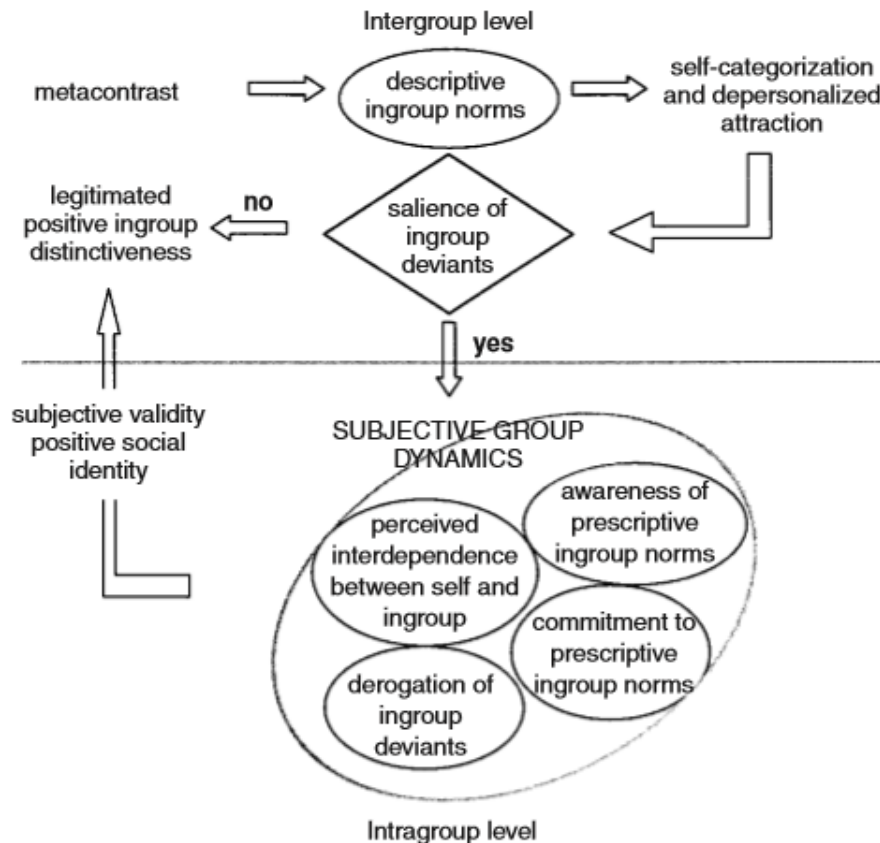 Intergroup level
metacontrast
descriptive
ingroup norms
self-categorization
and depersonalized
attraction
legitimated
positive ingroup
distinctiveness
no
salience of
ingroup
deviants
yes
subjective validity
positive social
identity
SUBJECTIVE GROUP
DYNAMICS
perceived
interdependence
between self and
ingroup
awareness of
prescriptive
ingroup norms
commitment to
prescriptive
ingroup norms
derogation of
ingroup
deviants
Intragroup level